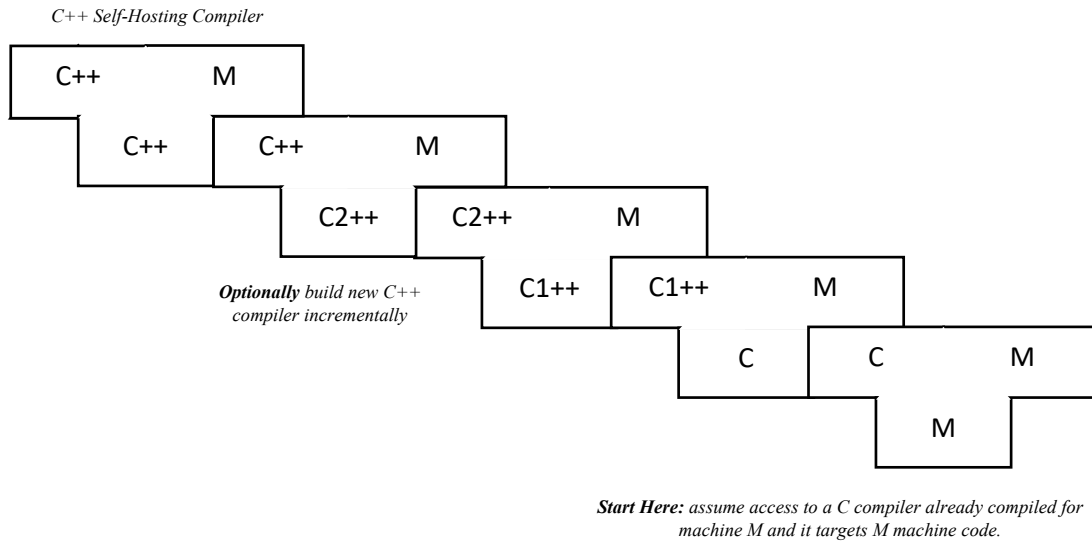 C++ Self-Hosting Compiler
C++ M
C++ C++ M
C2++ C2++ M
Optionally build new C++
compiler incrementally
C1++ C1++ M
C C M
M
Start Here: assume access to a C compiler already compiled for
machine M and it targets M machine code.